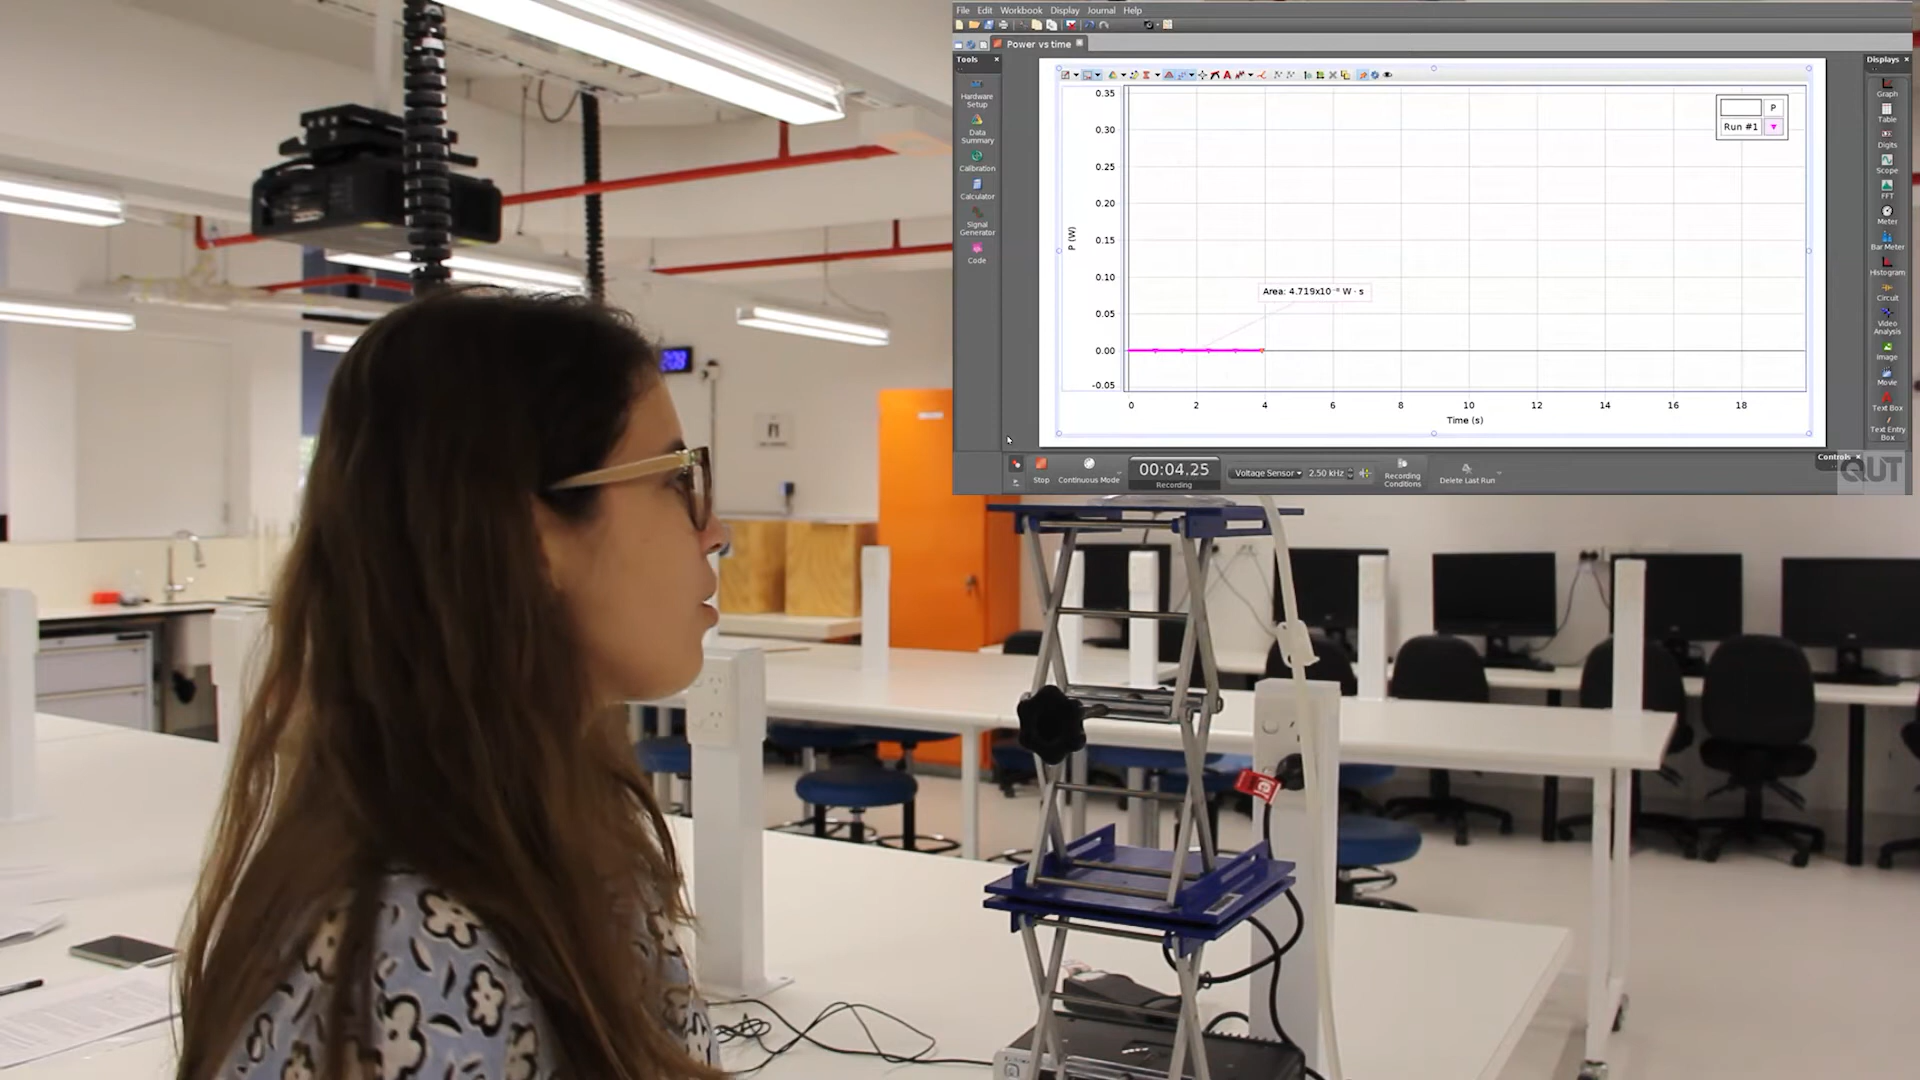 File Edit Workbook Display Journal Help
Power vs time
Tools
Hardware
Setup
Data
Summary
Calibration
Calculator
Signal
Generator
Code
P (W)
0.35
0.30
0.25
0.20
0.15
0.10
0.05
0.00
-0.05
P
Run #1
Area: 4.719x10⁻⁸ W · s
0 2 4 6 8 10 12 14 16 18
Time (s)
Displays
Graph
Table
Digits
Scope
FFT
Meter
Bar Meter
Histogram
Circuit
Video
Analysis
Image
Movie
Text Box
Text Entry
Box
Stop
Continuous Mode
00:04.25
Recording
Voltage Sensor
2.50 kHz
Recording
Conditions
Delete Last Run
Controls
QUT